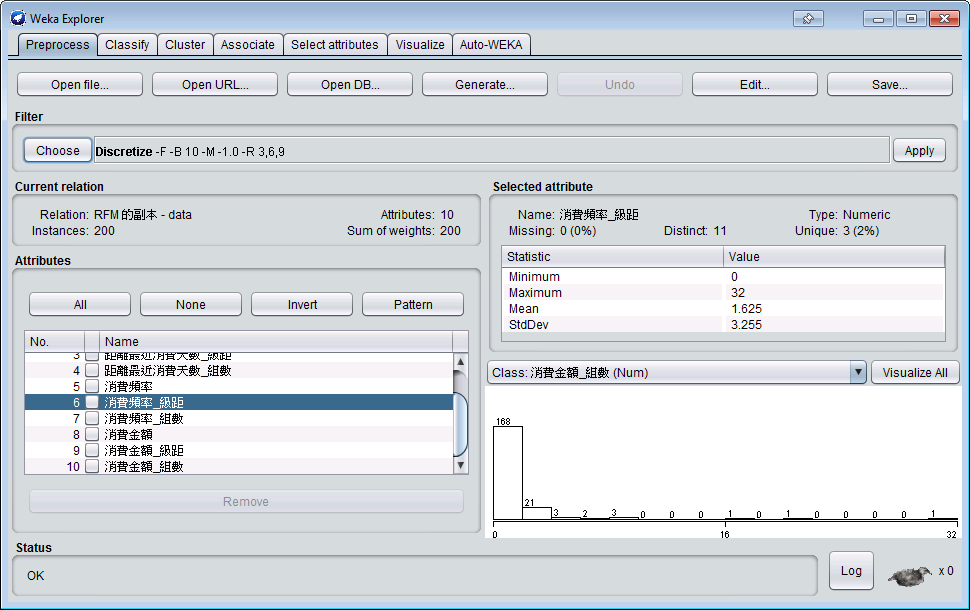 Weka Explorer
Preprocess Classify Cluster Associate Select attributes Visualize Auto-WEKA
Open file... Open URL... Open DB... Generate... Undo Edit... Save...
Filter
Choose Discretize -F -B 10 -M -1.0 -R 3,6,9 Apply
Current relation
Relation: RFM的副本 - data Attributes: 10
Instances: 200 Sum of weights: 200
Attributes
All None Invert Pattern
No. Name
3 距離最近消費天數_級距
4 距離最近消費天數_組數
5 消費頻率
6 消費頻率_級距
7 消費頻率_組數
8 消費金額
9 消費金額_級距
10 消費金額_組數
Remove
Selected attribute
Name: 消費頻率_級距 Type: Numeric
Missing: 0 (0%) Distinct: 11 Unique: 3 (2%)
Statistic Value
Minimum 0
Maximum 32
Mean 1.625
StdDev 3.255
Class: 消費金額_組數 (Num) Visualize All
168
21 3 2 3 0 0 0 1 0 1 0 0 0 0 1
0 16 32
Status
OK
Log x 0